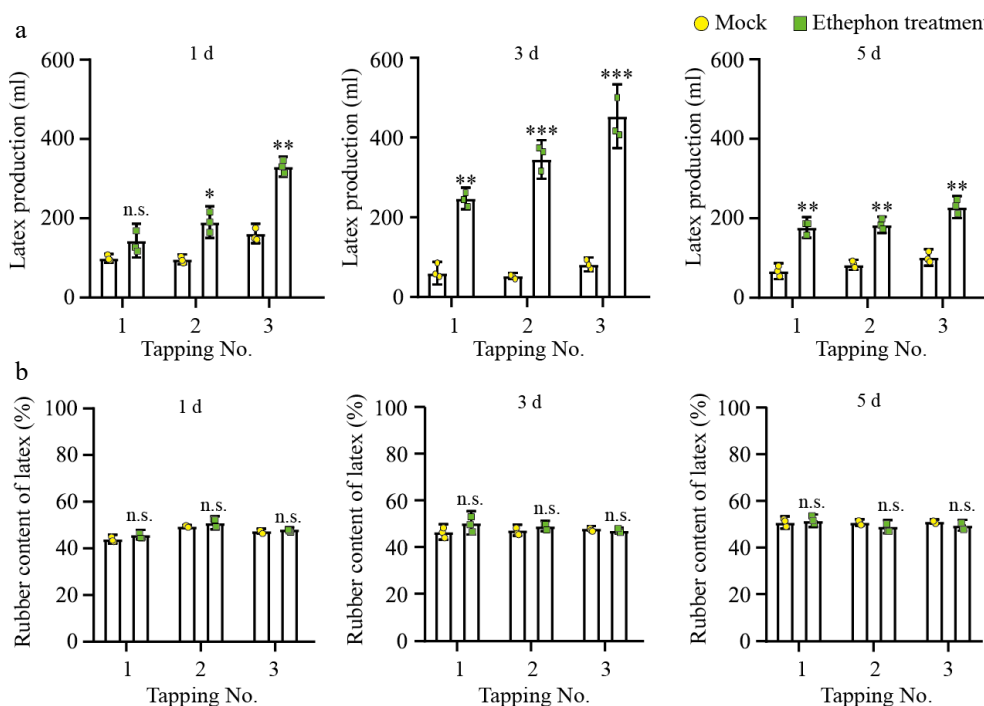 a
Mock
Ethephon treatment
1 d
Latex production (ml)
600
400
200
0
n.s.
*
**
1
2
3
Tapping No.
3 d
Latex production (ml)
600
400
200
0
**
***
***
1
2
3
Tapping No.
5 d
Latex production (ml)
600
400
200
0
**
**
**
1
2
3
Tapping No.
b
1 d
Rubber content of latex (%)
100
80
60
40
20
0
n.s.
n.s.
n.s.
1
2
3
Tapping No.
3 d
Rubber content of latex (%)
100
80
60
40
20
0
n.s.
n.s.
n.s.
1
2
3
Tapping No.
5 d
Rubber content of latex (%)
100
80
60
40
20
0
n.s.
n.s.
n.s.
1
2
3
Tapping No.